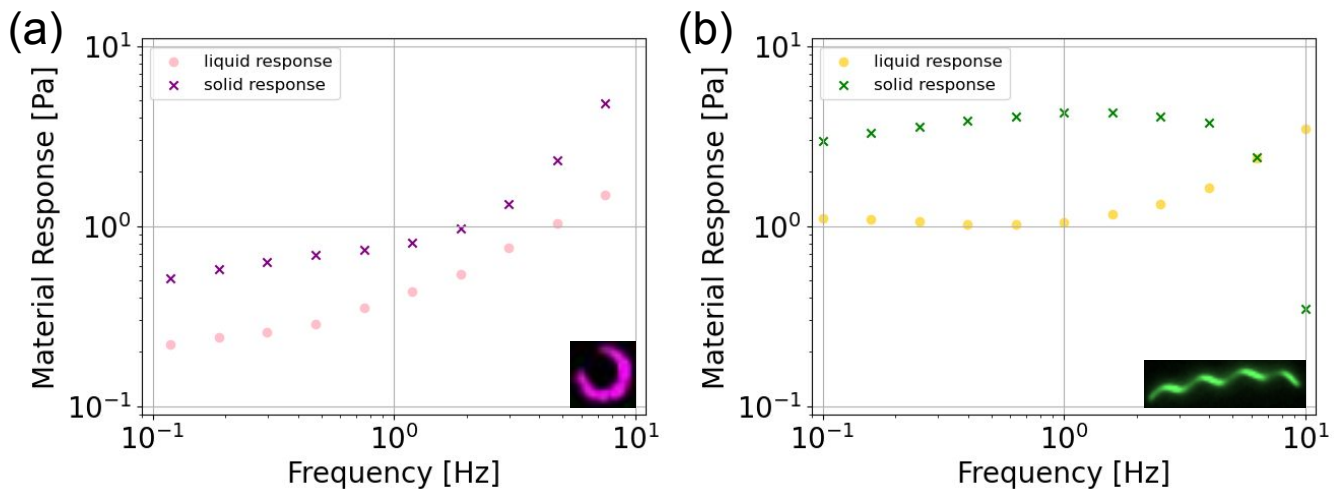 (a)
10¹
10⁰
10⁻¹
Material Response [Pa]
liquid response
solid response
10⁻¹
10⁰
10¹
Frequency [Hz]
(b)
10¹
10⁰
10⁻¹
Material Response [Pa]
liquid response
solid response
10⁻¹
10⁰
10¹
Frequency [Hz]